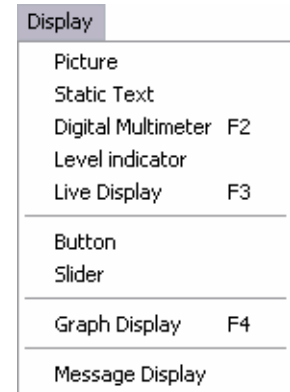 Display
Picture
Static Text
Digital Multimeter F2
Level indicator
Live Display F3
Button
Slider
Graph Display F4
Message Display